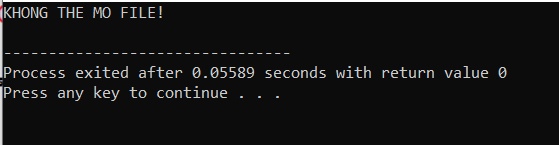 KHONG THE MO FILE!
--------------------------------
Process exited after 0.05589 seconds with return value 0
Press any key to continue . . .